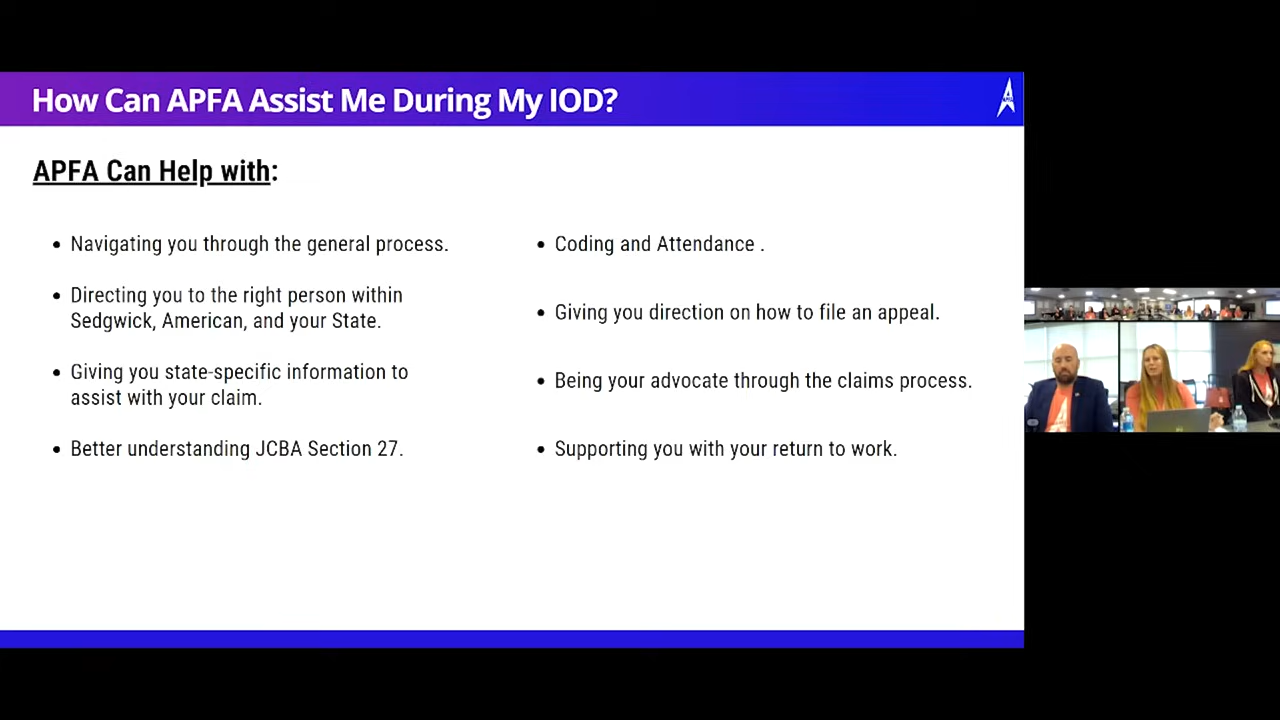 How Can APFA Assist Me During My IOD?
APFA Can Help with:
• Navigating you through the general process.
• Directing you to the right person within
Sedgwick, American, and your State.
• Giving you state-specific information to
assist with your claim.
• Better understanding JCBA Section 27.
• Coding and Attendance .
• Giving you direction on how to file an appeal.
• Being your advocate through the claims process.
• Supporting you with your return to work.